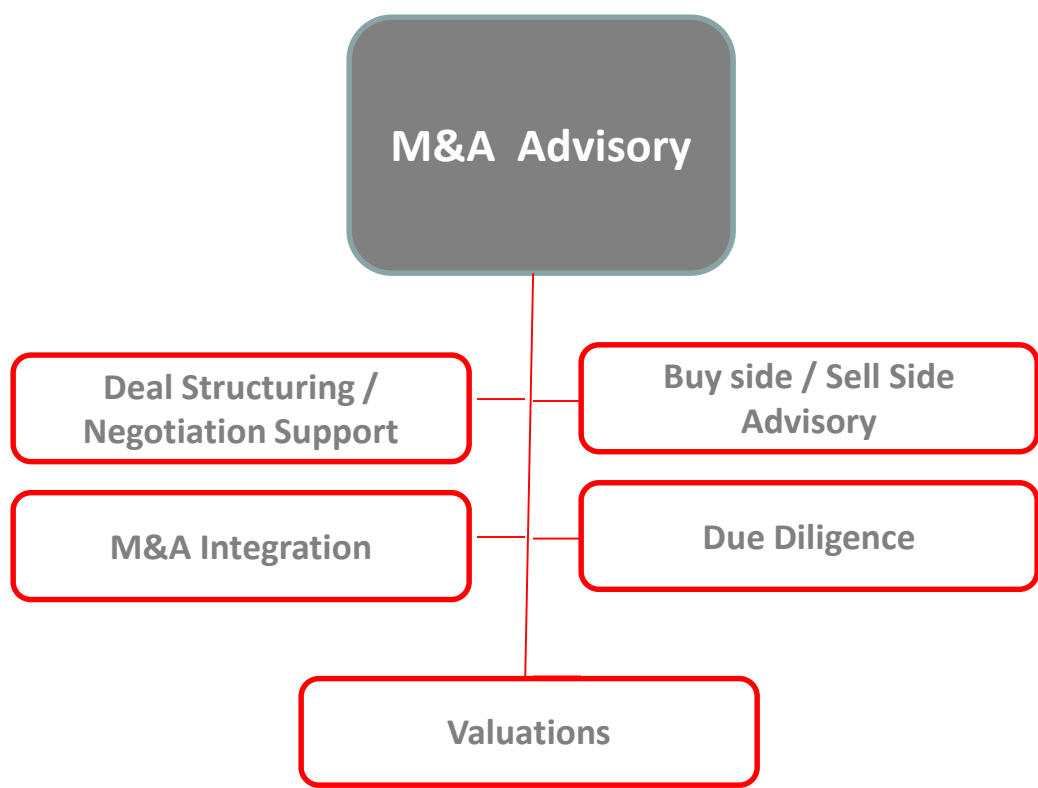 M&A Advisory
Deal Structuring /
Negotiation Support
Buy side / Sell Side
Advisory
M&A Integration
Due Diligence
Valuations